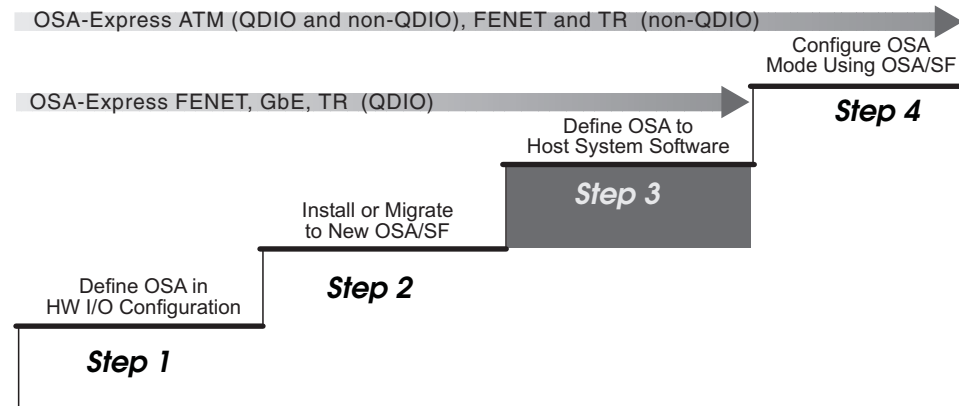 OSA-Express ATM (QDIO and non-QDIO), FENET and TR (non-QDIO)
Configure OSA
Mode Using OSA/SF
Step 4
OSA-Express FENET, GbE, TR (QDIO)
Define OSA to
Host System Software
Step 3
Install or Migrate
to New OSA/SF
Step 2
Define OSA in
HW I/O Configuration
Step 1